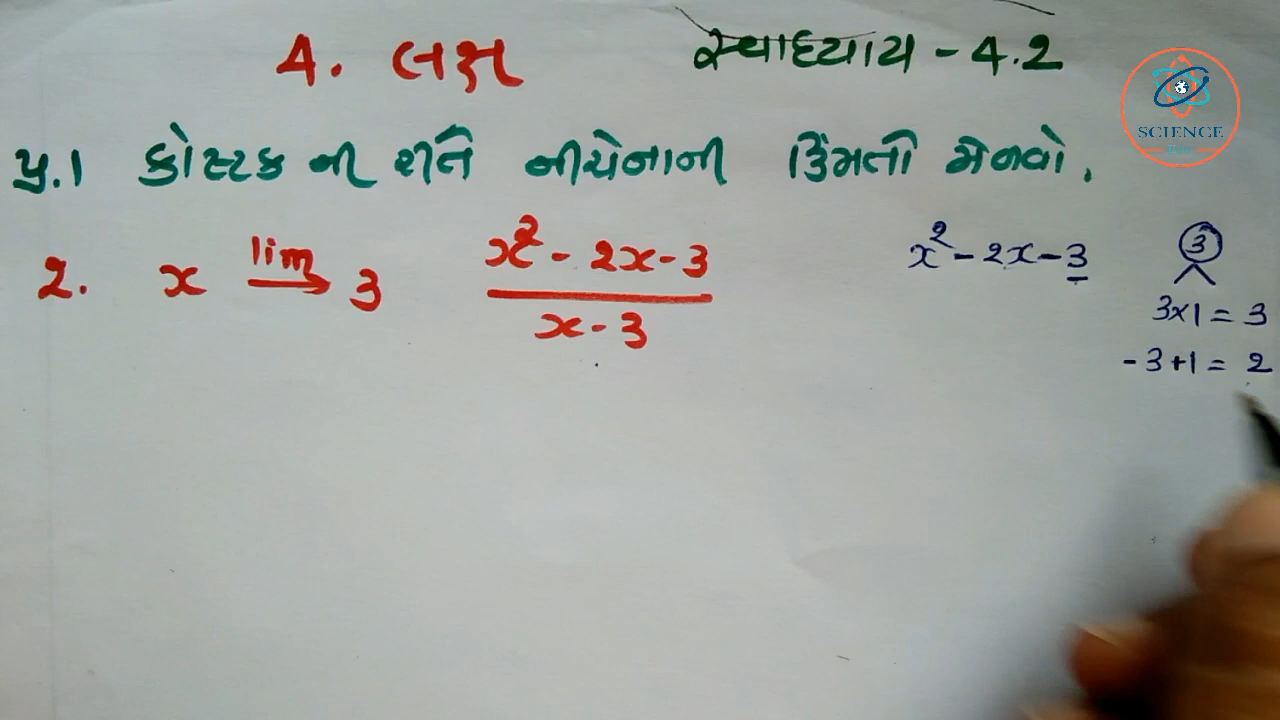 4. લક્ષ
સ્વાધ્યાય - 4.2
પ્ર.1 કોષ્ટક ની રીતે નીચેનાની કિંમતો મેળવો.
2. x lim→ 3 (x² - 2x - 3)/(x - 3)
x² - 2x - 3
3
3x1 = 3
-3+1 = 2
SCIENCE